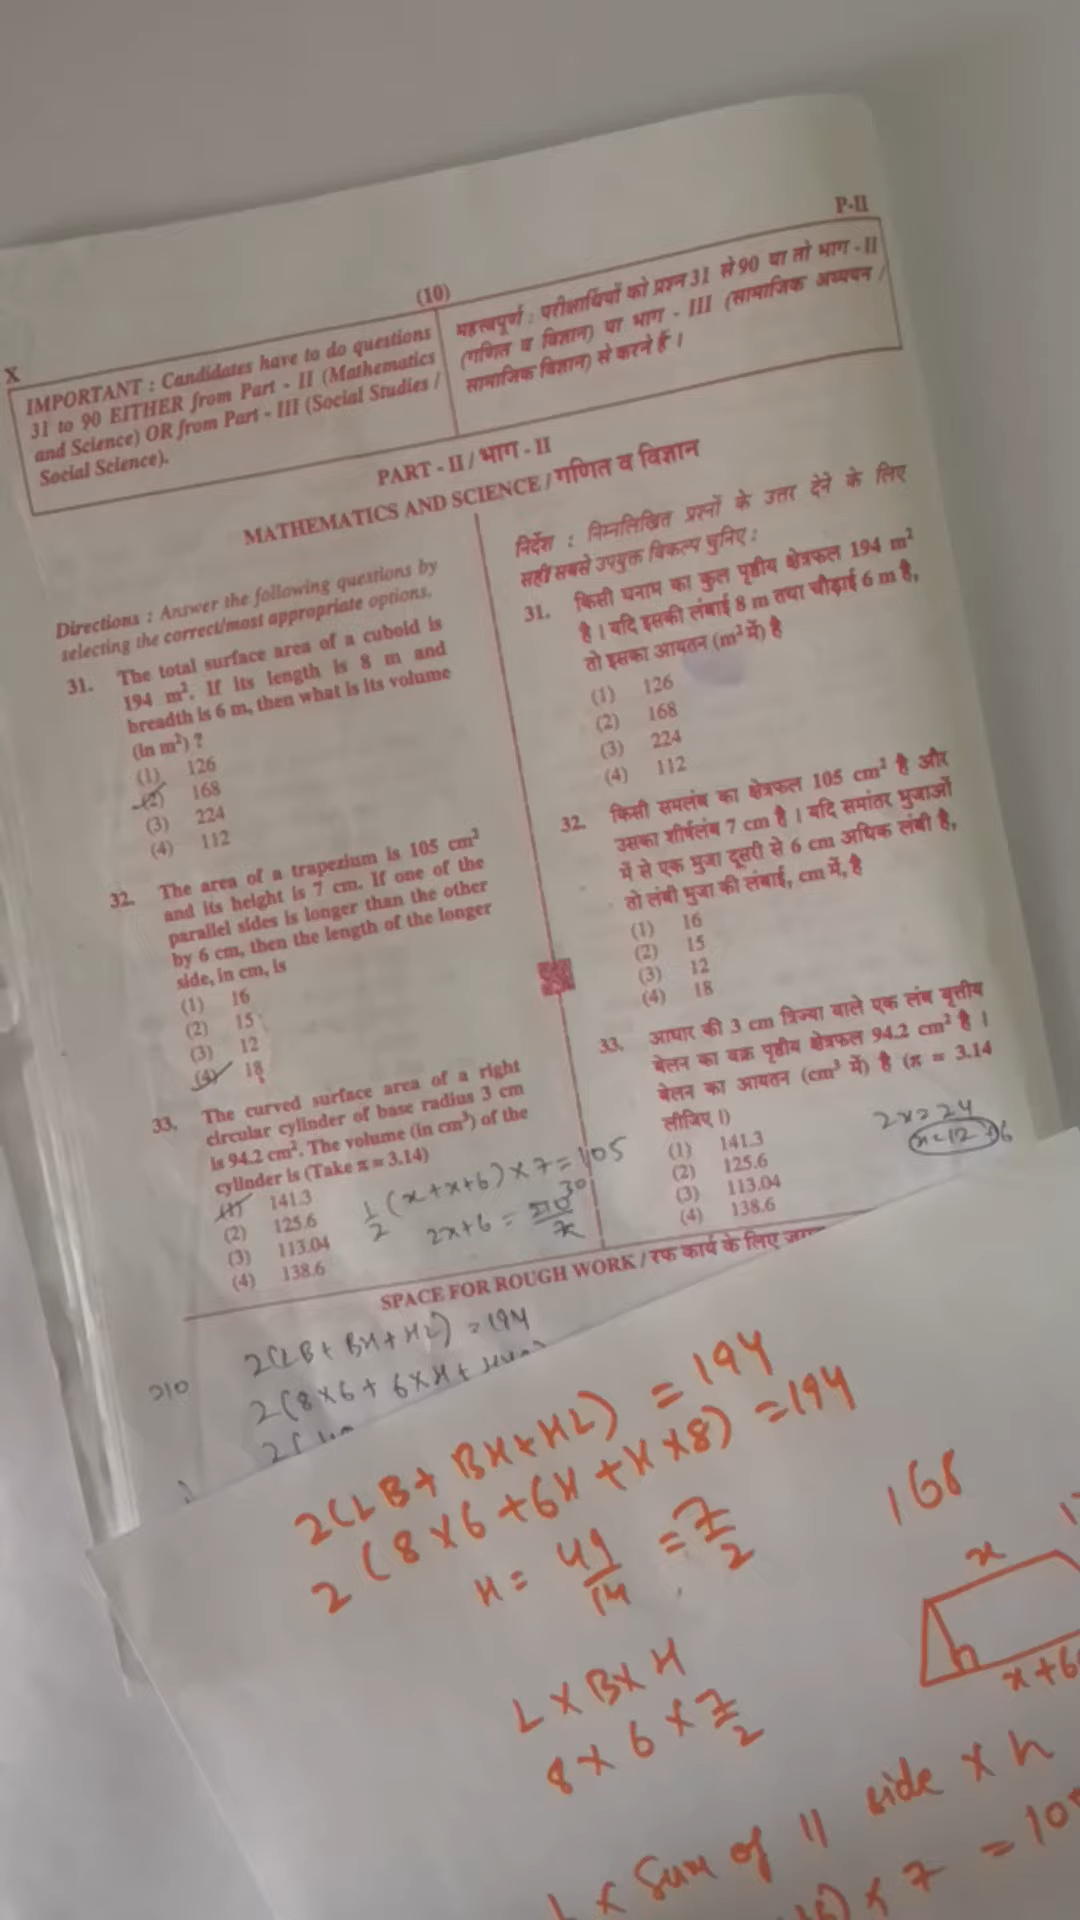 P-II
(10)
X
IMPORTANT : Candidates have to do questions
31 to 90 EITHER from Part - II (Mathematics
and Science) OR from Part - III (Social Studies /
Social Science).
महत्त्वपूर्ण : परीक्षार्थियों को प्रश्न 31 से 90 या तो भाग - II
(गणित व विज्ञान) या भाग - III (सामाजिक अध्ययन /
सामाजिक विज्ञान) से करने हैं ।
PART - II / भाग - II
MATHEMATICS AND SCIENCE / गणित व विज्ञान
Directions : Answer the following questions by
selecting the correct/most appropriate options.
31. The total surface area of a cuboid is
194 m². If its length is 8 m and
breadth is 6 m, then what is its volume
(in m³) ?
(1) 126
(2) 168
(3) 224
(4) 112
32. The area of a trapezium is 105 cm²
and its height is 7 cm. If one of the
parallel sides is longer than the other
by 6 cm, then the length of the longer
side, in cm, is
(1) 16
(2) 15
(3) 12
(4) 18
33. The curved surface area of a right
circular cylinder of base radius 3 cm
is 94.2 cm². The volume (in cm³) of the
cylinder is (Take π = 3.14)
(1) 141.3
(2) 125.6
(3) 113.04
(4) 138.6
निर्देश : निम्नलिखित प्रश्नों के उत्तर देने के लिए
सही/सबसे उपयुक्त विकल्प चुनिए :
31. किसी घनाभ का कुल पृष्ठीय क्षेत्रफल 194 m²
है । यदि इसकी लंबाई 8 m तथा चौड़ाई 6 m है,
तो इसका आयतन (m³ में) है
(1) 126
(2) 168
(3) 224
(4) 112
32. किसी समलंब का क्षेत्रफल 105 cm² है और
उसका शीर्षलंब 7 cm है । यदि समांतर भुजाओं
में से एक भुजा दूसरी से 6 cm अधिक लंबी है,
तो लंबी भुजा की लंबाई, cm में, है
(1) 16
(2) 15
(3) 12
(4) 18
33. आधार की 3 cm त्रिज्या वाले एक लंब वृत्तीय
बेलन का वक्र पृष्ठीय क्षेत्रफल 94.2 cm² है ।
बेलन का आयतन (cm³ में) है (π = 3.14
लीजिए ।)
(1) 141.3
(2) 125.6
(3) 113.04
(4) 138.6
2x = 24
x = 12 + 6
1/2 (x+x+6) × 7 = 105
2x+6 = 210/7 30
SPACE FOR ROUGH WORK / रफ कार्य के लिए
210
2(LB + BH + HL) = 194
2(8×6 + 6×H +
2(LB + BH + HL) = 194
2(8×6 + 6H + H×8) = 194
H = 49/14 = 7/2
168
L × B × H
8 × 6 × 7/2
x
h
x+6
× Sum of || side × h
) × 7 = 10